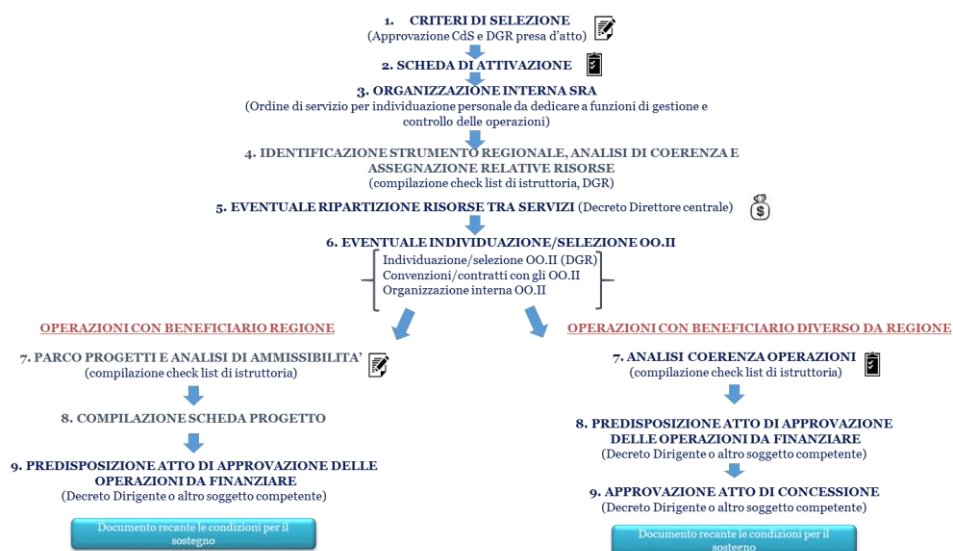 1. CRITERI DI SELEZIONE
(Approvazione CdS e DGR presa d'atto)
2. SCHEDA DI ATTIVAZIONE
3. ORGANIZZAZIONE INTERNA SRA
(Ordine di servizio per individuazione personale da dedicare a funzioni di gestione e
controllo delle operazioni)
4. IDENTIFICAZIONE STRUMENTO REGIONALE, ANALISI DI COERENZA E
ASSEGNAZIONE RELATIVE RISORSE
(compilazione check list di istruttoria, DGR)
5. EVENTUALE RIPARTIZIONE RISORSE TRA SERVIZI (Decreto Direttore centrale)
6. EVENTUALE INDIVIDUAZIONE/SELEZIONE OO.II
Individuazione/selezione OO.II (DGR)
Convenzioni/contratti con gli OO.II
Organizzazione interna OO.II
OPERAZIONI CON BENEFICIARIO REGIONE
7. PARCO PROGETTI E ANALISI DI AMMISSIBILITA'
(compilazione check list di istruttoria)
8. COMPILAZIONE SCHEDA PROGETTO
9. PREDISPOSIZIONE ATTO DI APPROVAZIONE DELLE
OPERAZIONI DA FINANZIARE
(Decreto Dirigente o altro soggetto competente)
Documento recante le condizioni per il
sostegno
OPERAZIONI CON BENEFICIARIO DIVERSO DA REGIONE
7. ANALISI COERENZA OPERAZIONI
(compilazione check list di istruttoria)
8. PREDISPOSIZIONE ATTO DI APPROVAZIONE
DELLE OPERAZIONI DA FINANZIARE
(Decreto Dirigente o altro soggetto competente)
9. APPROVAZIONE ATTO DI CONCESSIONE
(Decreto Dirigente o altro soggetto competente)
Documento recante le condizioni per il
sostegno